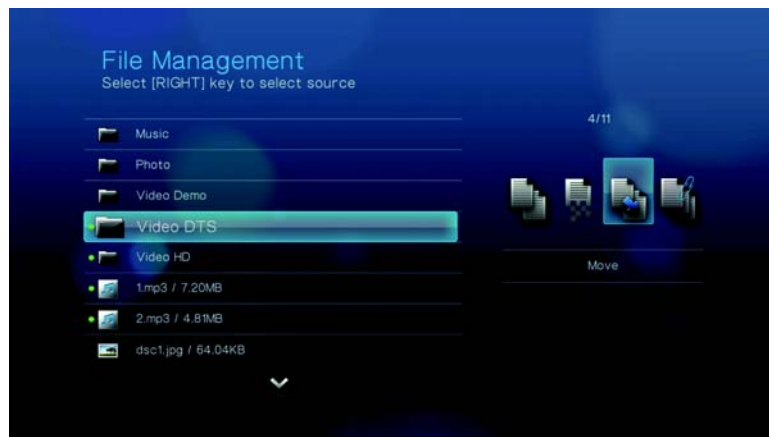 File Management
Select [RIGHT] key to select source
4/11
Music
Photo
Video Demo
Video DTS
Video HD
Move
1.mp3 / 7.20MB
2.mp3 / 4.81MB
dsc1.jpg / 64.04KB